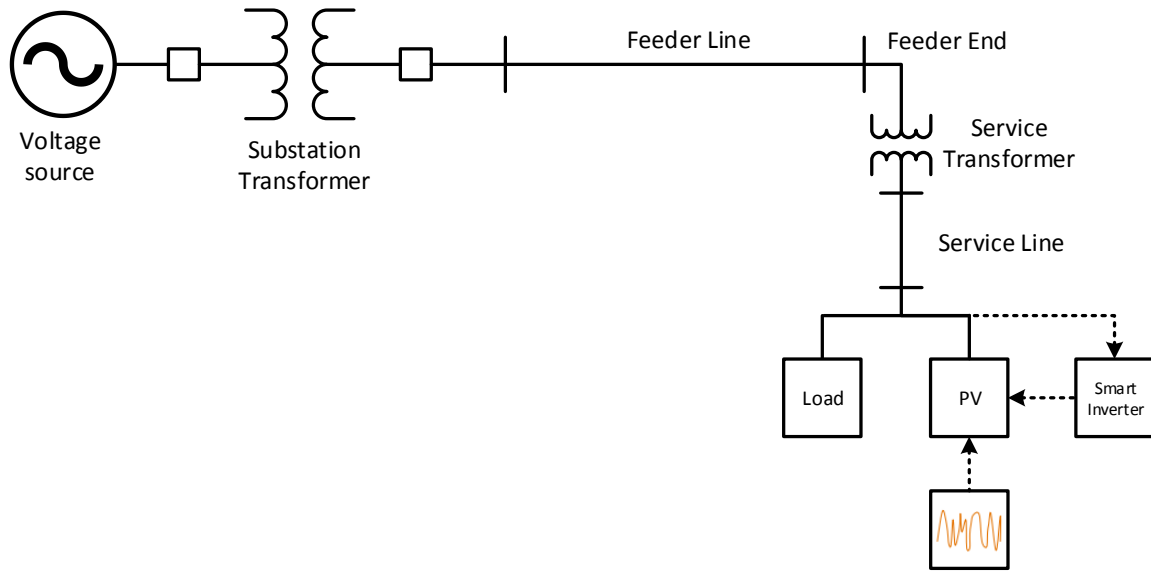 Voltage
source
Substation
Transformer
Feeder Line
Feeder End
Service
Transformer
Service Line
Load
PV
Smart
Inverter